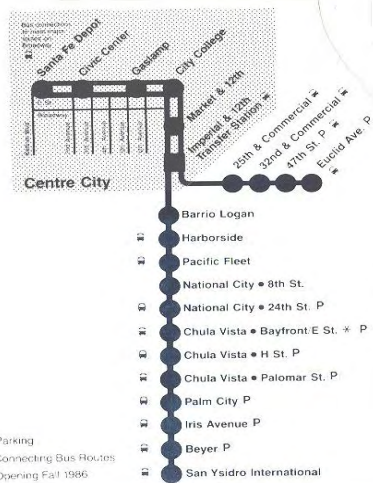 Bus connections
to most major
routes on
Broadway
Santa Fe Depot
Civic Center
Gaslamp
City College
Market & 12th
Imperial & 12th
Transfer Station
25th & Commercial
32nd & Commercial
47th St. P
Euclid Ave. P
C St.
Broadway
Centre City
Barrio Logan
Harborside
Pacific Fleet
National City • 8th St.
National City • 24th St. P
Chula Vista • Bayfront/E St. * P
Chula Vista • H St. P
Chula Vista • Palomar St. P
Palm City P
Iris Avenue P
Beyer P
San Ysidro International
Parking
Connecting Bus Routes
Opening Fall 1986